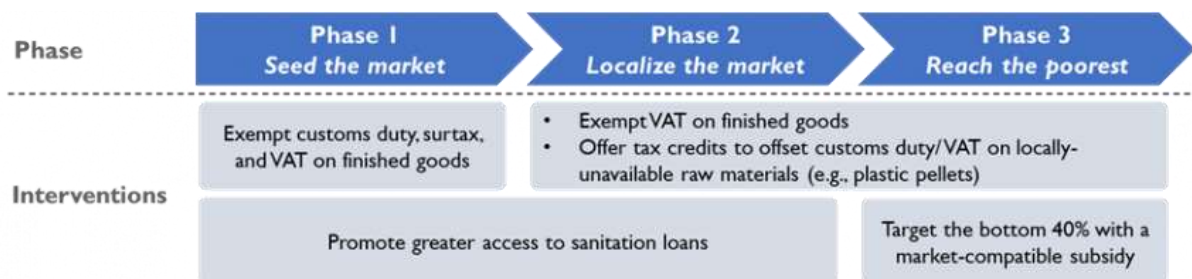 Phase
Phase 1
Seed the market
Phase 2
Localize the market
Phase 3
Reach the poorest
Interventions
Exempt customs duty, surtax,
and VAT on finished goods
• Exempt VAT on finished goods
• Offer tax credits to offset customs duty/VAT on locally-
unavailable raw materials (e.g., plastic pellets)
Promote greater access to sanitation loans
Target the bottom 40% with a
market-compatible subsidy